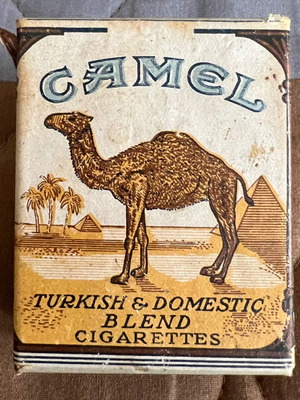 CAMEL
TURKISH & DOMESTIC
BLEND
CIGARETTES